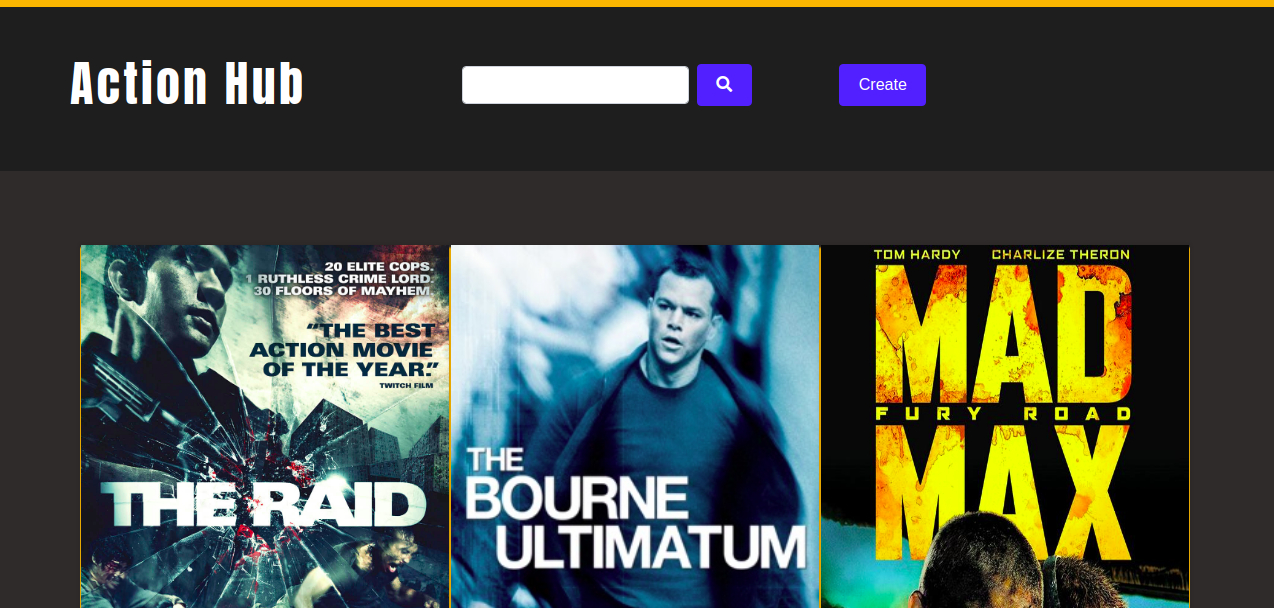 Action Hub
Create
20 ELITE COPS.
1 RUTHLESS CRIME LORD.
30 FLOORS OF MAYHEM.
"THE BEST
ACTION MOVIE
OF THE YEAR."
TWITCH FILM
THE RAID
THE
BOURNE
ULTIMATUM
TOM HARDY CHARLIZE THERON
MAD
FURY ROAD
MAX